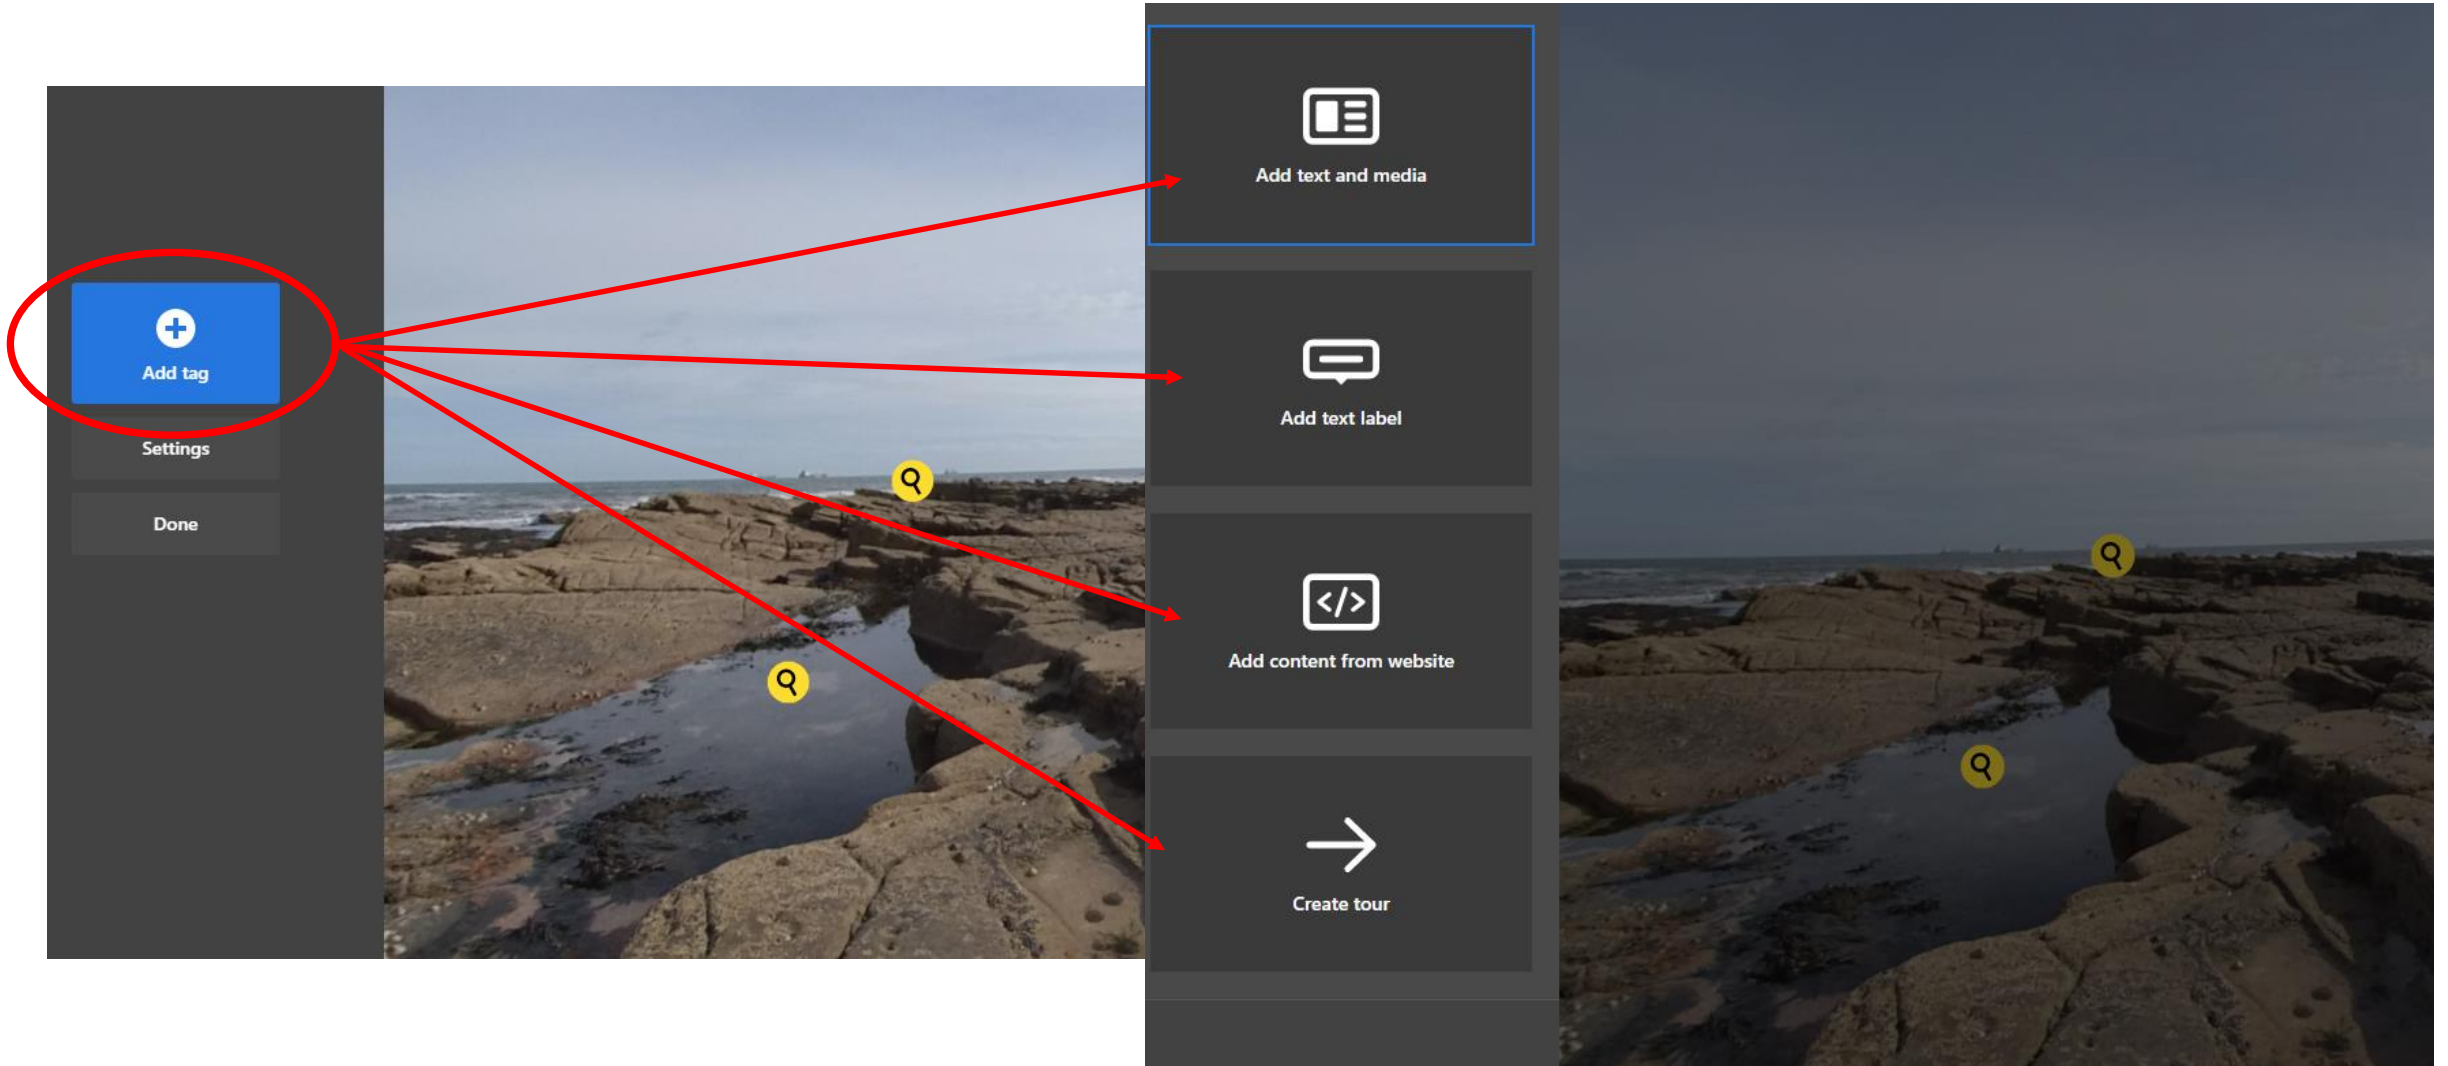 Add tag
Settings
Done
Add text and media
Add text label
</>
Add content from website
Create tour